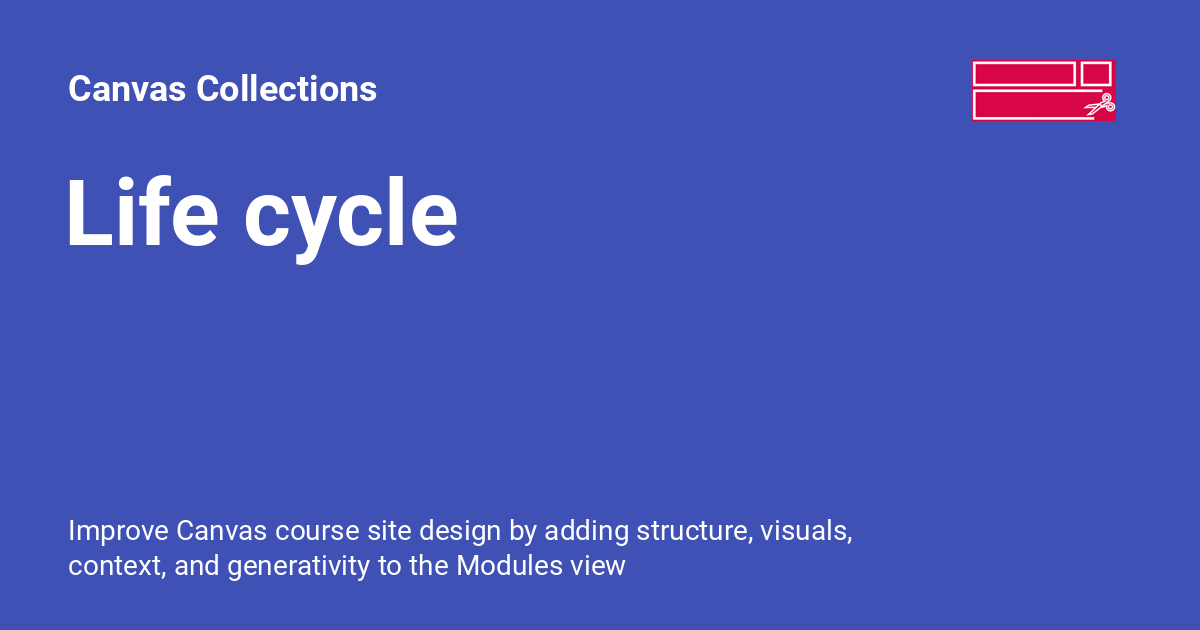 Canvas Collections
Life cycle
Improve Canvas course site design by adding structure, visuals,
context, and generativity to the Modules view